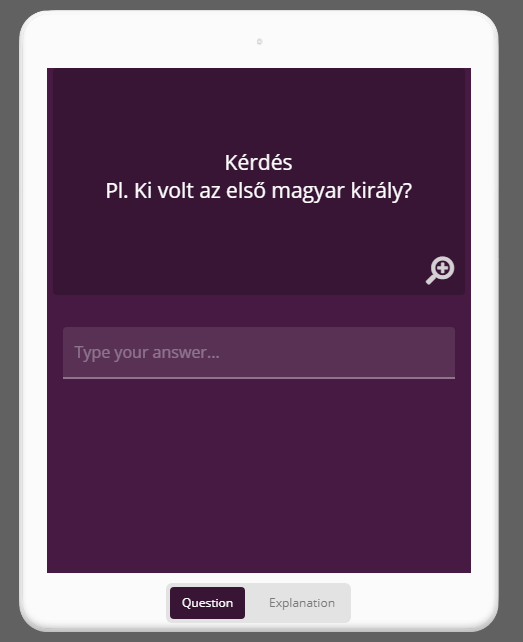 Kérdés
Pl. Ki volt az első magyar király?
Type your answer...
Question
Explanation